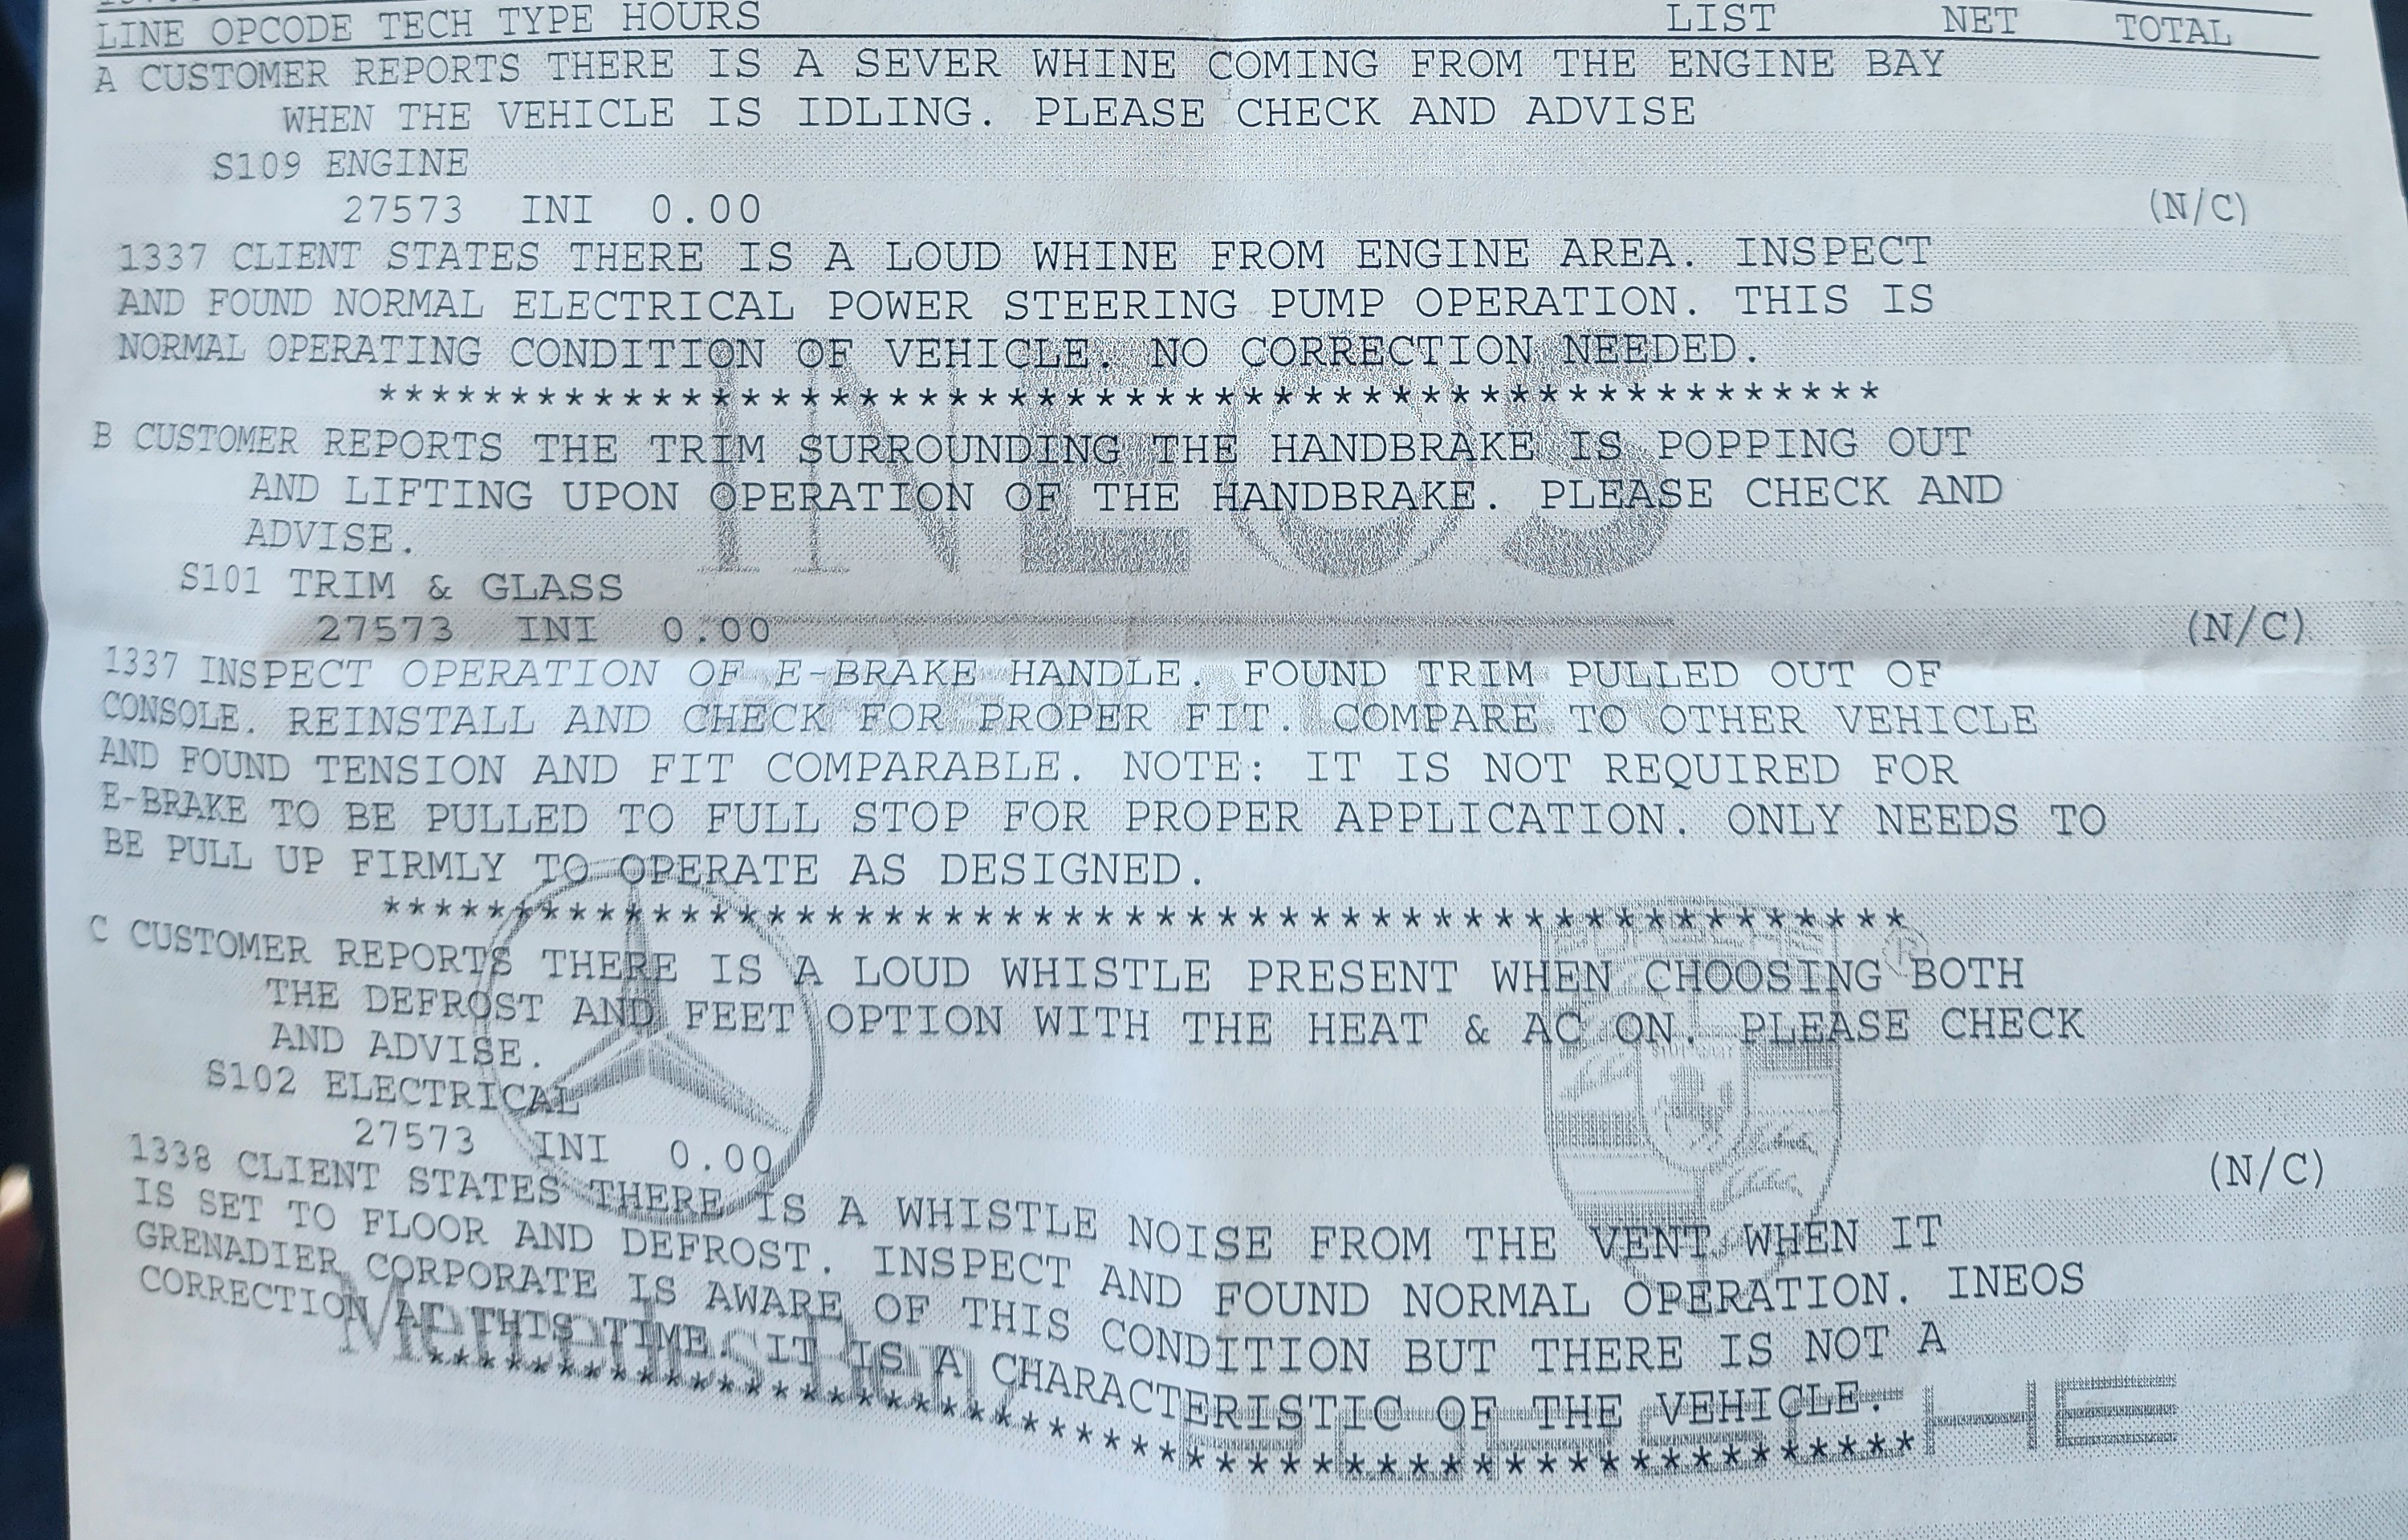 LINE OPCODE TECH TYPE HOURS LIST NET TOTAL
A CUSTOMER REPORTS THERE IS A SEVER WHINE COMING FROM THE ENGINE BAY
WHEN THE VEHICLE IS IDLING. PLEASE CHECK AND ADVISE
S109 ENGINE
27573 INI 0.00 (N/C)
1337 CLIENT STATES THERE IS A LOUD WHINE FROM ENGINE AREA. INSPECT
AND FOUND NORMAL ELECTRICAL POWER STEERING PUMP OPERATION. THIS IS
NORMAL OPERATING CONDITION OF VEHICLE. NO CORRECTION NEEDED.
****************************************************
B CUSTOMER REPORTS THE TRIM SURROUNDING THE HANDBRAKE IS POPPING OUT
AND LIFTING UPON OPERATION OF THE HANDBRAKE. PLEASE CHECK AND
ADVISE.
S101 TRIM & GLASS
27573 INI 0.00 (N/C)
1337 INSPECT OPERATION OF E-BRAKE HANDLE. FOUND TRIM PULLED OUT OF
CONSOLE. REINSTALL AND CHECK FOR PROPER FIT. COMPARE TO OTHER VEHICLE
AND FOUND TENSION AND FIT COMPARABLE. NOTE: IT IS NOT REQUIRED FOR
E-BRAKE TO BE PULLED TO FULL STOP FOR PROPER APPLICATION. ONLY NEEDS TO
BE PULL UP FIRMLY TO OPERATE AS DESIGNED.
****************************************************
C CUSTOMER REPORTS THERE IS A LOUD WHISTLE PRESENT WHEN CHOOSING BOTH
THE DEFROST AND FEET OPTION WITH THE HEAT & AC ON. PLEASE CHECK
AND ADVISE.
S102 ELECTRICAL
27573 INI 0.00 (N/C)
1338 CLIENT STATES THERE IS A WHISTLE NOISE FROM THE VENT WHEN IT
IS SET TO FLOOR AND DEFROST. INSPECT AND FOUND NORMAL OPERATION. INEOS
GRENADIER CORPORATE IS AWARE OF THIS CONDITION BUT THERE IS NOT A
CORRECTION AT THIS TIME. IT IS A CHARACTERISTIC OF THE VEHICLE.
****************************************************
INEOS
Mercedes-Benz
PORSCHE